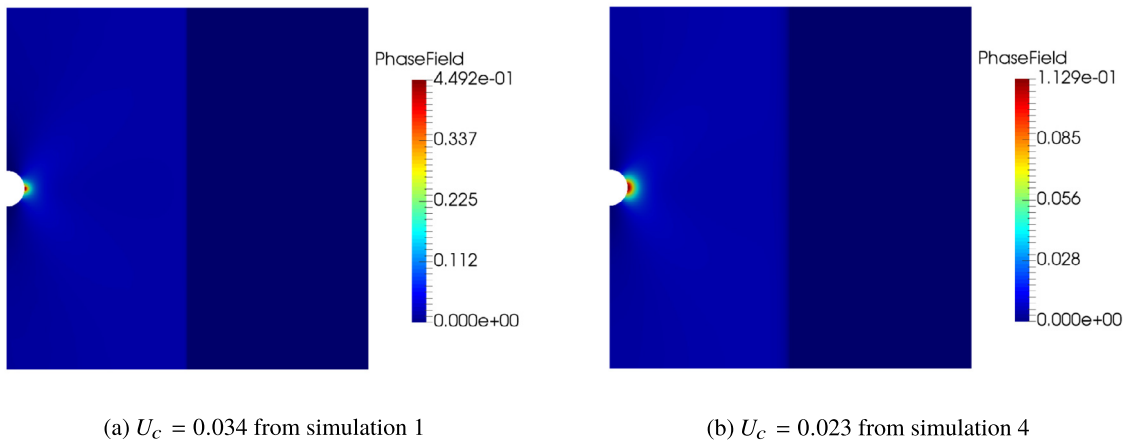 PhaseField
4.492e-01
0.337
0.225
0.112
0.000e+00
PhaseField
1.129e-01
0.085
0.056
0.028
0.000e+00
(a) U_c = 0.034 from simulation 1
(b) U_c = 0.023 from simulation 4